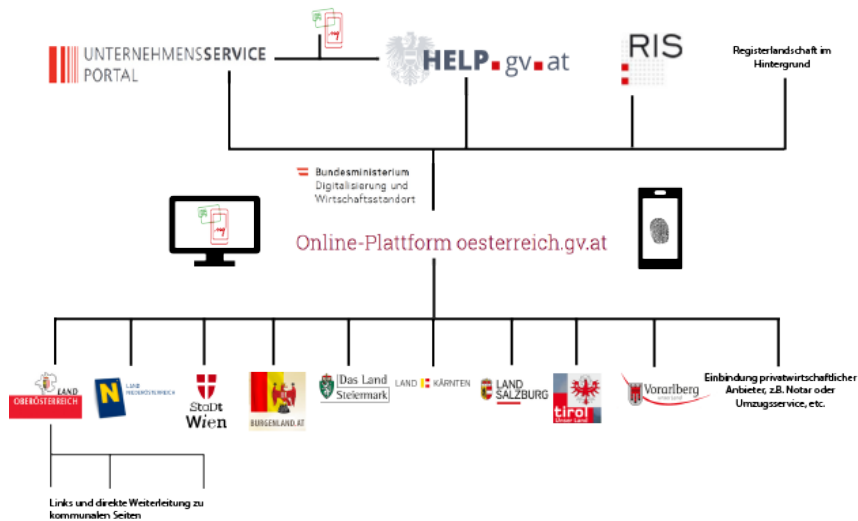 UNTERNEHMENSSERVICE
PORTAL
HELP.gv.at
RIS
Registerlandschaft im
Hintergrund
Bundesministerium
Digitalisierung und
Wirtschaftsstandort
Online-Plattform oesterreich.gv.at
LAND
OBERÖSTERREICH
N
LAND
NIEDERÖSTERREICH
StaDt
Wien
BURGENLAND.AT
Das Land
Steiermark
LAND KÄRNTEN
LAND
SALZBURG
tirol
Unser Land
Vorarlberg
unser Land
Einbindung privatwirtschaftlicher
Anbieter, z.B. Notar oder
Umzugsservice, etc.
Links und direkte Weiterleitung zu
kommunalen Seiten